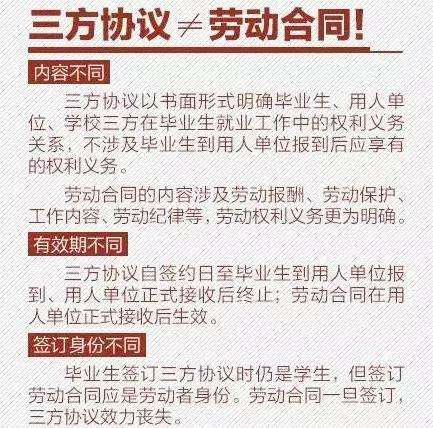 三方协议≠劳动合同!
内容不同
三方协议以书面形式明确毕业生、用人单
位、学校三方在毕业生就业工作中的权利义务
关系，不涉及毕业生到用人单位报到后应享有
的权利义务。
劳动合同的内容涉及劳动报酬、劳动保护、
工作内容、劳动纪律等，劳动权利义务更为明确。
有效期不同
三方协议自签约日至毕业生到用人单位报
到、用人单位正式接收后终止；劳动合同在用
人单位正式接收后生效。
签订身份不同
毕业生签订三方协议时仍是学生，但签订
劳动合同应是劳动者身份。劳动合同一旦签订，
三方协议效力丧失。